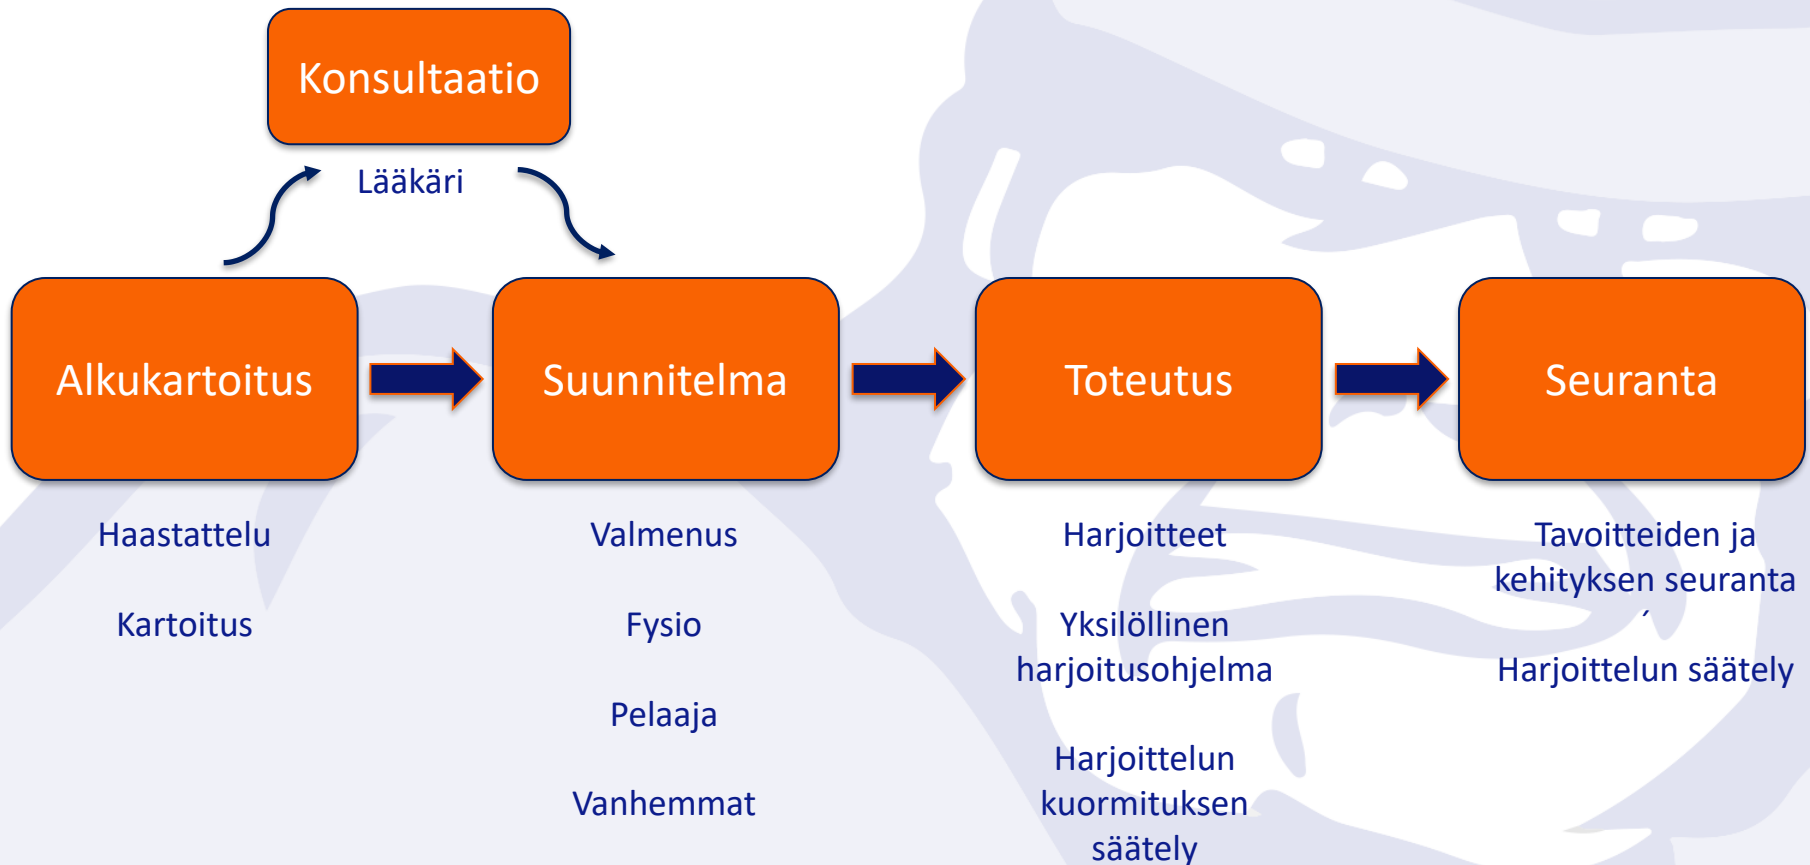 Konsultaatio
Lääkäri
Alkukartoitus
Suunnitelma
Toteutus
Seuranta
Haastattelu
Kartoitus
Valmenus
Fysio
Pelaaja
Vanhemmat
Harjoitteet
Yksilöllinen
harjoitusohjelma
Harjoittelun
kuormituksen
säätely
Tavoitteiden ja
kehityksen seuranta
´
Harjoittelun säätely